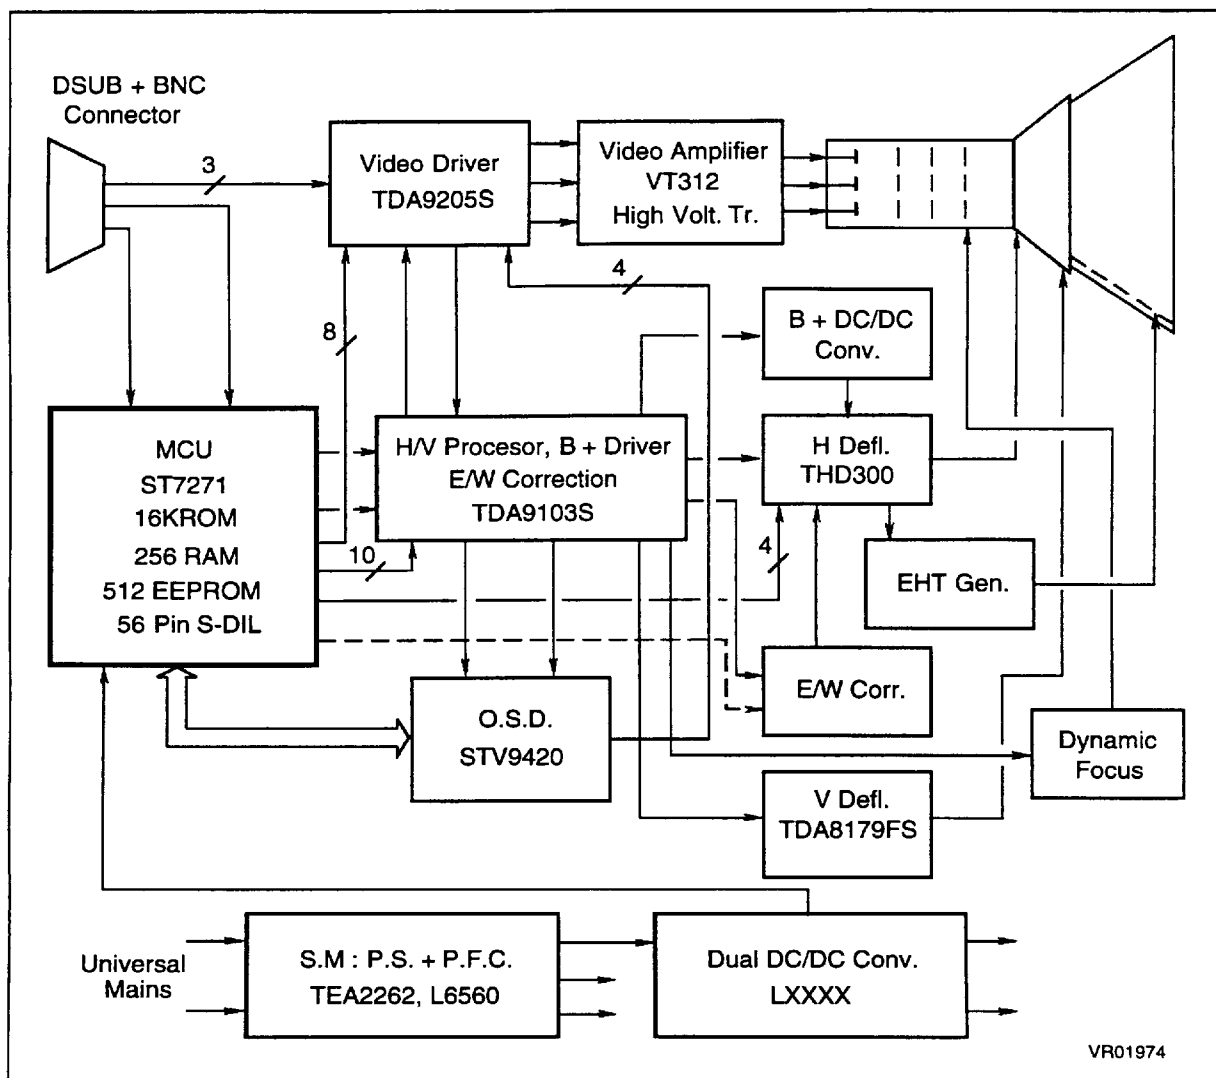 DSUB + BNC
Connector
3
Video Driver
TDA9205S
Video Amplifier
VT312
High Volt. Tr.
4
8
B + DC/DC
Conv.
MCU
ST7271
16KROM
256 RAM
512 EEPROM
56 Pin S-DIL
10
H/V Procesor, B + Driver
E/W Correction
TDA9103S
H Defl.
THD300
4
EHT Gen.
E/W Corr.
O.S.D.
STV9420
Dynamic
Focus
V Defl.
TDA8179FS
Universal
Mains
S.M : P.S. + P.F.C.
TEA2262, L6560
Dual DC/DC Conv.
LXXXX
VR01974